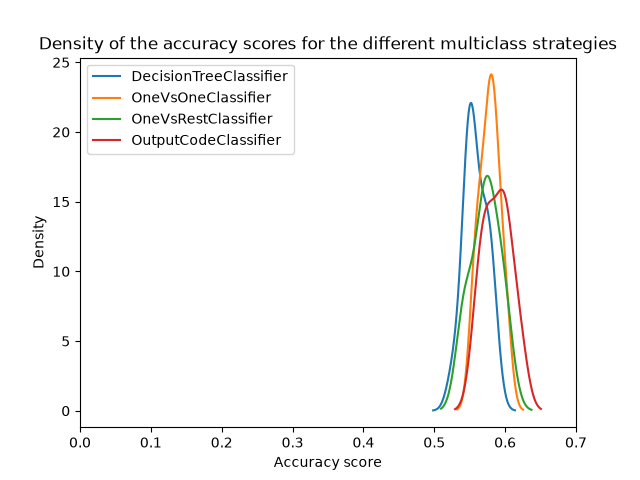 Density of the accuracy scores for the different multiclass strategies
25
20
15
10
5
0
Density
DecisionTreeClassifier
OneVsOneClassifier
OneVsRestClassifier
OutputCodeClassifier
0.0 0.1 0.2 0.3 0.4 0.5 0.6 0.7
Accuracy score